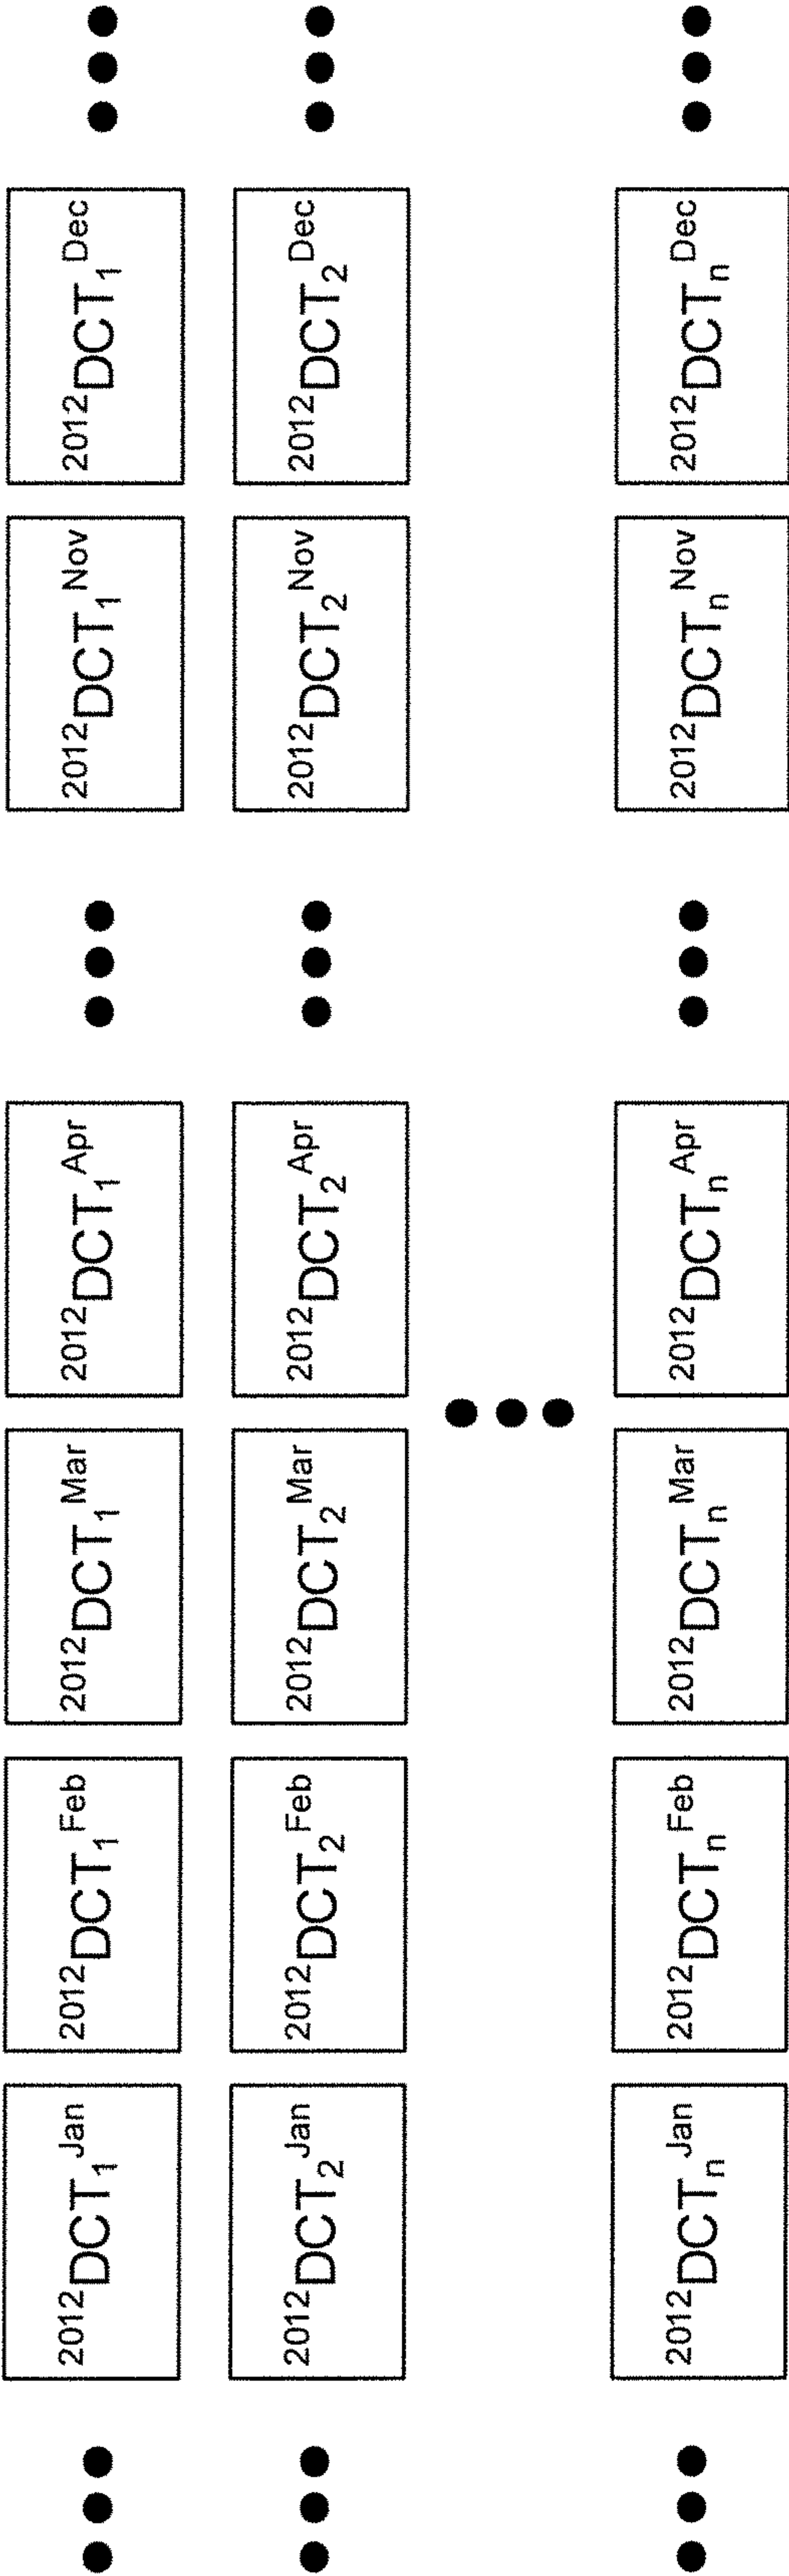 ••• ²⁰¹²DCT₁ᴶᵃⁿ ²⁰¹²DCT₁ᶠᵉᵇ ²⁰¹²DCT₁ᴹᵃʳ ²⁰¹²DCT₁ᴬᵖʳ ••• ²⁰¹²DCT₁ᴺᵒᵛ ²⁰¹²DCT₁ᴰᵉᶜ •••
••• ²⁰¹²DCT₂ᴶᵃⁿ ²⁰¹²DCT₂ᶠᵉᵇ ²⁰¹²DCT₂ᴹᵃʳ ²⁰¹²DCT₂ᴬᵖʳ ••• ²⁰¹²DCT₂ᴺᵒᵛ ²⁰¹²DCT₂ᴰᵉᶜ •••
•••
••• ²⁰¹²DCTₙᴶᵃⁿ ²⁰¹²DCTₙᶠᵉᵇ ²⁰¹²DCTₙᴹᵃʳ ²⁰¹²DCTₙᴬᵖʳ ••• ²⁰¹²DCTₙᴺᵒᵛ ²⁰¹²DCTₙᴰᵉᶜ •••